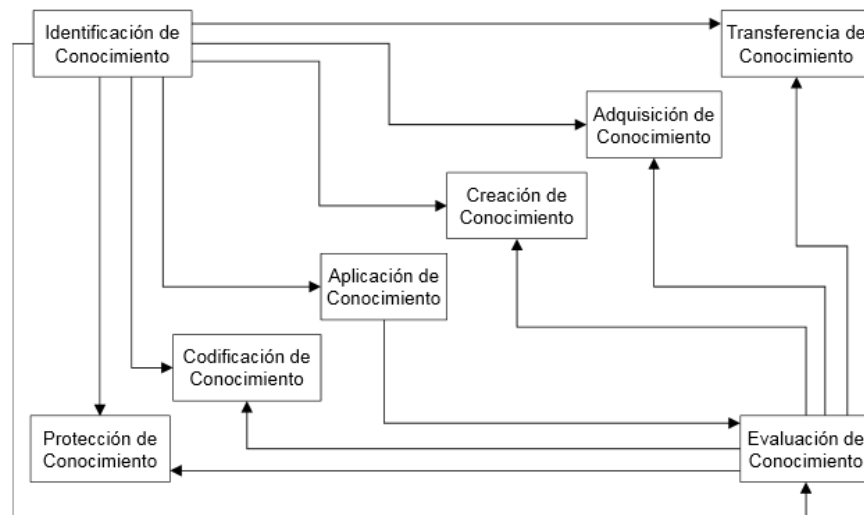 Identificación de
Conocimiento
Transferencia de
Conocimiento
Adquisición de
Conocimiento
Creación de
Conocimiento
Aplicación de
Conocimiento
Codificación de
Conocimiento
Protección de
Conocimiento
Evaluación de
Conocimiento